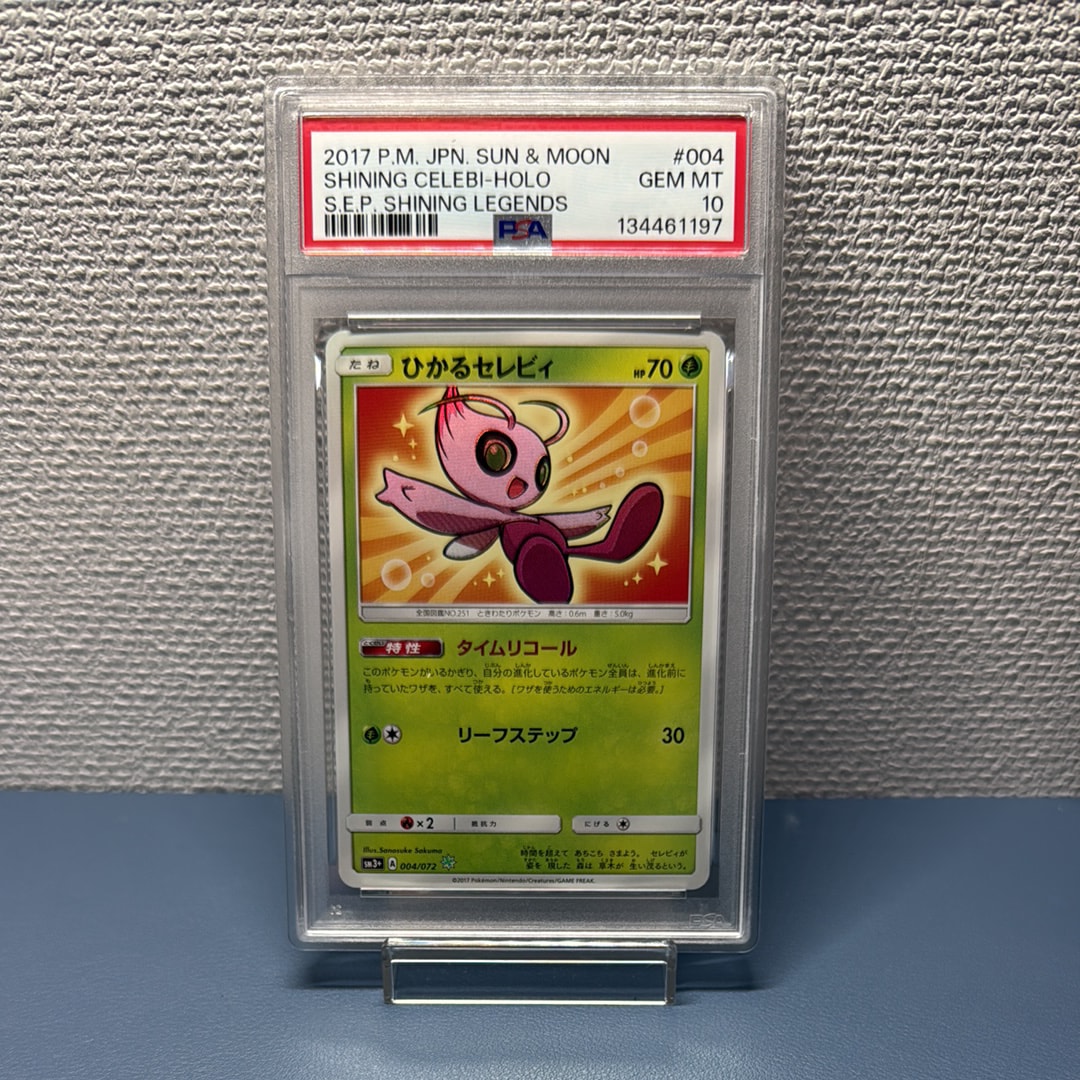 2017 P.M. JPN. SUN & MOON #004
SHINING CELEBI-HOLO GEM MT
S.E.P. SHINING LEGENDS 10
PSA 134461197
たね ひかるセレビィ HP70
全国図鑑NO.251 ときわたりポケモン 高さ:0.6m 重さ:5.0kg
特性 タイムリコール
このポケモンがいるかぎり、自分の進化しているポケモン全員は、進化前に
持っていたワザを、すべて使える。[ワザを使うためのエネルギーは必要。]
リーフステップ 30
弱点 ×2 抵抗力 にげる
Illus.Sanosuke Sakuma
SM3+ A 004/072
時間を超えて あちこち さまよう。 セレビィが
姿を 現した 森は 草木が 生い茂るという。
©2017 Pokémon/Nintendo/Creatures/GAME FREAK.
PSA